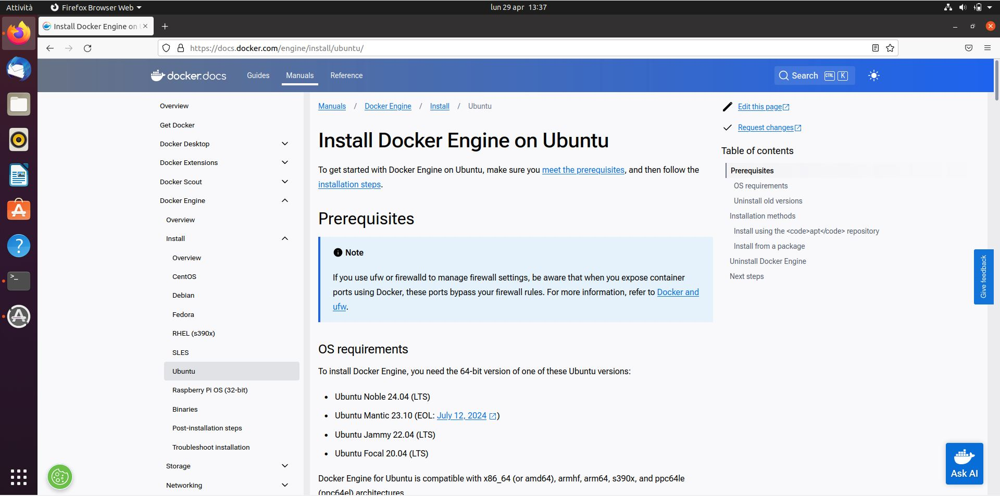 Attività
Firefox Browser Web
lun 29 apr 13:37
Install Docker Engine on
https://docs.docker.com/engine/install/ubuntu/
docker.docs
Guides
Manuals
Reference
Search
CTRL
K
Overview
Get Docker
Docker Desktop
Docker Extensions
Docker Scout
Docker Engine
Overview
Install
Overview
CentOS
Debian
Fedora
RHEL (s390x)
SLES
Ubuntu
Raspberry Pi OS (32-bit)
Binaries
Post-installation steps
Troubleshoot installation
Storage
Networking
Manuals / Docker Engine / Install / Ubuntu
Install Docker Engine on Ubuntu
To get started with Docker Engine on Ubuntu, make sure you meet the prerequisites, and then follow the
installation steps.
Prerequisites
Note
If you use ufw or firewalld to manage firewall settings, be aware that when you expose container
ports using Docker, these ports bypass your firewall rules. For more information, refer to Docker and
ufw.
OS requirements
To install Docker Engine, you need the 64-bit version of one of these Ubuntu versions:
• Ubuntu Noble 24.04 (LTS)
• Ubuntu Mantic 23.10 (EOL: July 12, 2024)
• Ubuntu Jammy 22.04 (LTS)
• Ubuntu Focal 20.04 (LTS)
Docker Engine for Ubuntu is compatible with x86_64 (or amd64), armhf, arm64, s390x, and ppc64le
(ppc64el) architectures.
Edit this page
Request changes
Table of contents
Prerequisites
OS requirements
Uninstall old versions
Installation methods
Install using the <code>apt</code> repository
Install from a package
Uninstall Docker Engine
Next steps
Give feedback
Ask AI